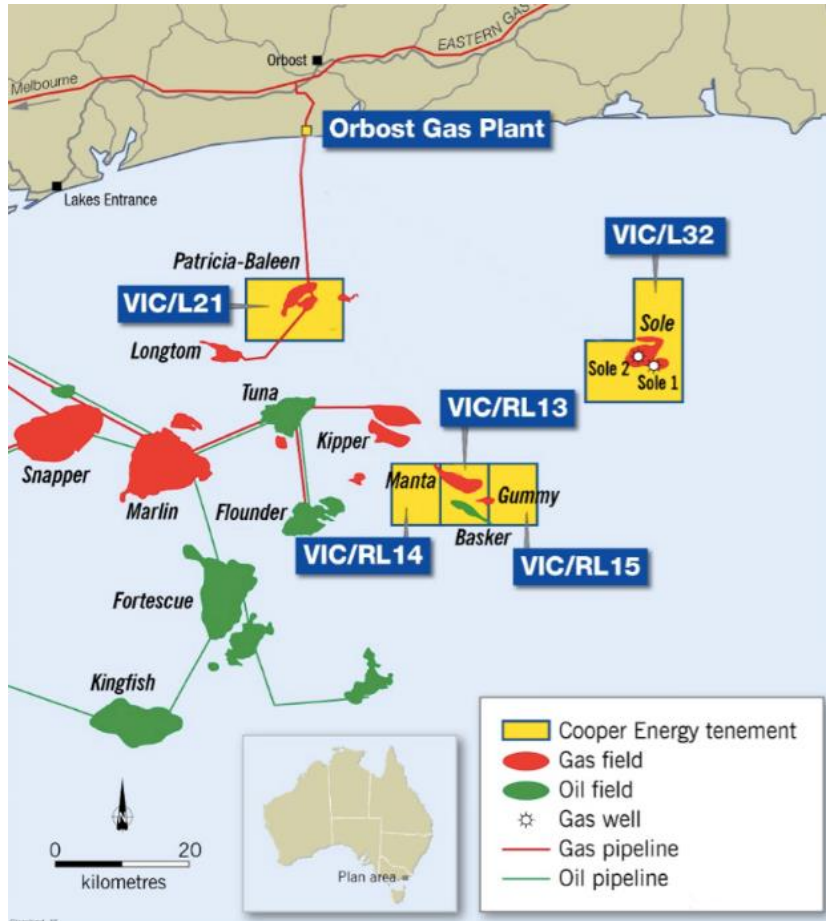 Orbost
EASTERN GAS
Melbourne
Orbost Gas Plant
Lakes Entrance
Patricia-Baleen
VIC/L32
VIC/L21
Sole
Longtom
Sole 2
Sole 1
Tuna
VIC/RL13
Kipper
Snapper
Manta
Gummy
Marlin
Flounder
Basker
VIC/RL14
VIC/RL15
Fortescue
Kingfish
Cooper Energy tenement
Gas field
Oil field
Gas well
Gas pipeline
Oil pipeline
N
0 20
kilometres
Plan area